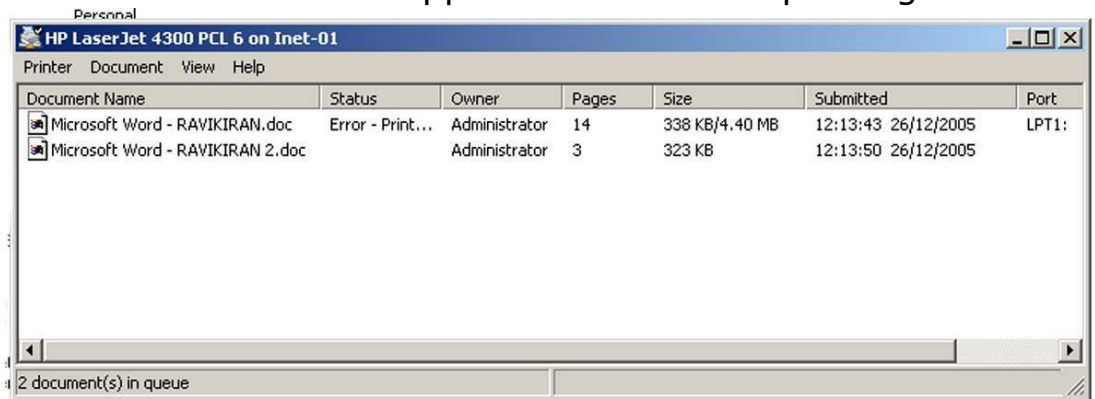 Personal
HP LaserJet 4300 PCL 6 on Inet-01
Printer Document View Help
Document Name Status Owner Pages Size Submitted Port
Microsoft Word - RAVIKIRAN.doc Error - Print... Administrator 14 338 KB/4.40 MB 12:13:43 26/12/2005 LPT1:
Microsoft Word - RAVIKIRAN 2.doc Administrator 3 323 KB 12:13:50 26/12/2005
2 document(s) in queue